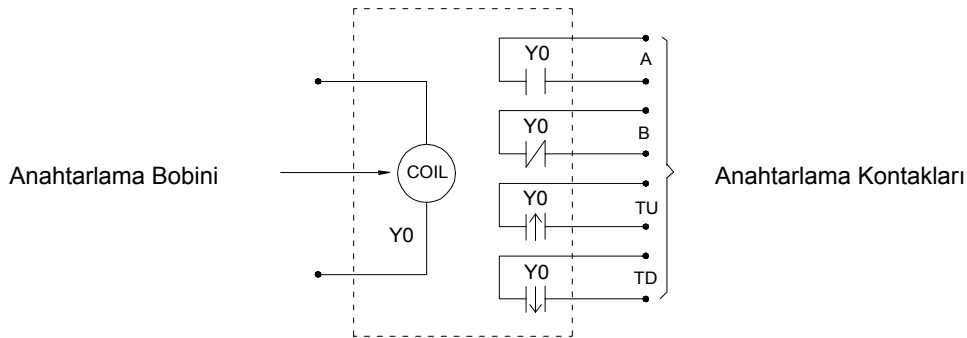 Y0
A
Y0
B
Anahtarlama Bobini
COIL
Anahtarlama Kontakları
Y0
TU
Y0
Y0
TD